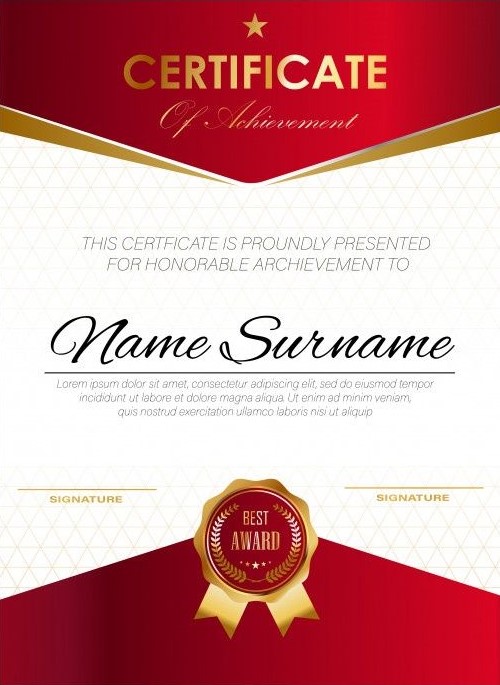 CERTIFICATE
Of Achievement
THIS CERTFICATE IS PROUNDLY PRESENTED
FOR HONORABLE ARCHIEVEMENT TO
Name Surname
Lorem ipsum dolor sit amet, consectetur adipiscing elit, sed do eiusmod tempor
incididunt ut labore et dolore magna aliqua. Ut enim ad minim veniam,
quis nostrud exercitation ullamco laboris nisi ut aliquip
SIGNATURE
SIGNATURE
BEST
AWARD